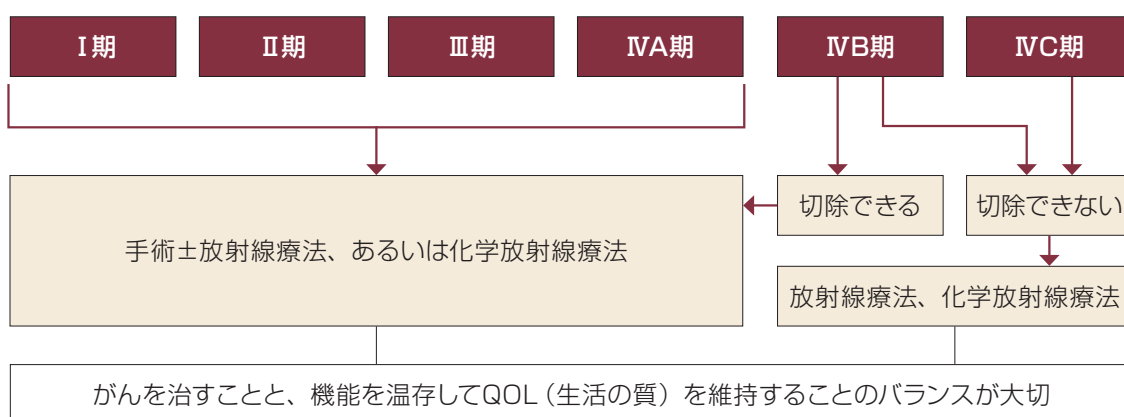 Ⅰ期
Ⅱ期
Ⅲ期
ⅣA期
ⅣB期
ⅣC期
切除できる
切除できない
手術±放射線療法、あるいは化学放射線療法
放射線療法、化学放射線療法
がんを治すことと、機能を温存してQOL（生活の質）を維持することのバランスが大切